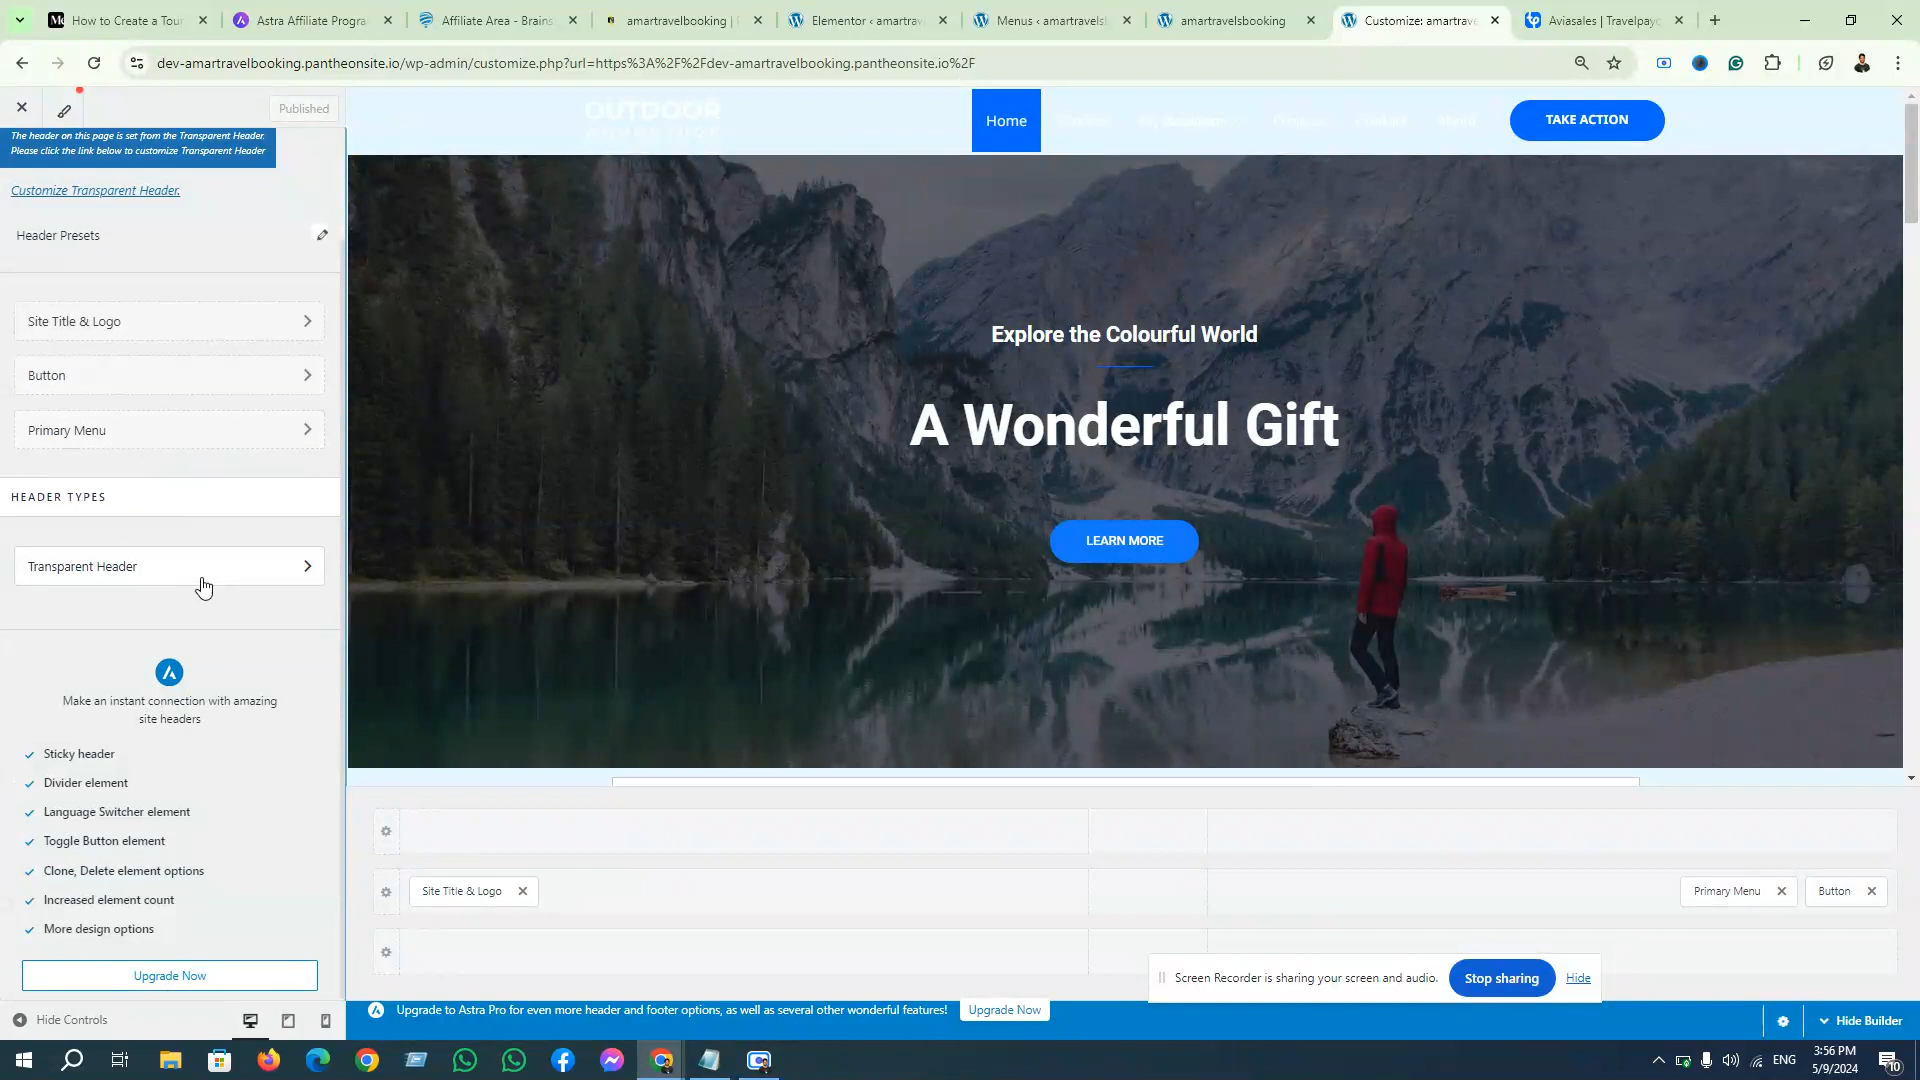 How to Create a Tou
Astra Affiliate Progra
Affiliate Area - Brains
amartravelbooking | 
Elementor ‹ amartrav
Menus ‹ amartravels
amartravelsbooking
Customize: amartrave
Aviasales | Travelpay
dev-amartravelbooking.pantheonsite.io/wp-admin/customize.php?url=https%3A%2F%2Fdev-amartravelbooking.pantheonsite.io%2F
Published
The header on this page is set from the Transparent Header.
Please click the link below to customize Transparent Header
Customize Transparent Header.
Header Presets
Site Title & Logo
Button
Primary Menu
HEADER TYPES
Transparent Header
Make an instant connection with amazing
site headers
Sticky header
Divider element
Language Switcher element
Toggle Button element
Clone, Delete element options
Increased element count
More design options
Upgrade Now
Hide Controls
OUTDOOR
Home
TAKE ACTION
Explore the Colourful World
A Wonderful Gift
LEARN MORE
Site Title & Logo
Primary Menu
Button
Screen Recorder is sharing your screen and audio.
Stop sharing
Hide
Upgrade to Astra Pro for even more header and footer options, as well as several other wonderful features!
Upgrade Now
Hide Builder
ENG
3:56 PM
5/9/2024
10